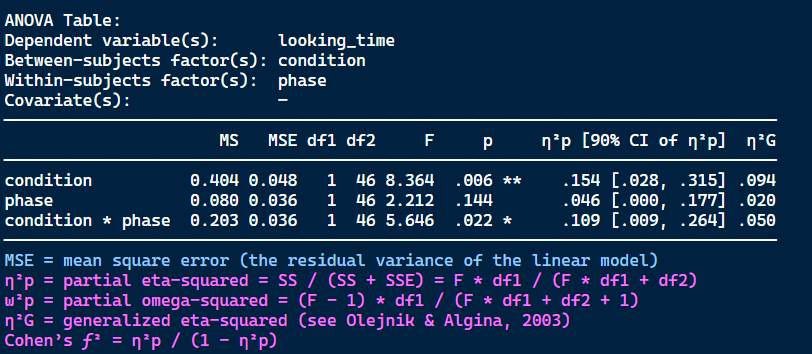 ANOVA Table:
Dependent variable(s):      looking_time
Between-subjects factor(s): condition
Within-subjects factor(s):  phase
Covariate(s):               –
MS   MSE df1 df2     F     p     η²p [90% CI of η²p]  η²G
condition         0.404 0.048   1  46 8.364  .006 **    .154 [.028, .315] .094
phase             0.080 0.036   1  46 2.212  .144       .046 [.000, .177] .020
condition * phase 0.203 0.036   1  46 5.646  .022 *     .109 [.009, .264] .050
MSE = mean square error (the residual variance of the linear model)
η²p = partial eta-squared = SS / (SS + SSE) = F * df1 / (F * df1 + df2)
ω²p = partial omega-squared = (F - 1) * df1 / (F * df1 + df2 + 1)
η²G = generalized eta-squared (see Olejnik & Algina, 2003)
Cohen’s ƒ² = η²p / (1 - η²p)